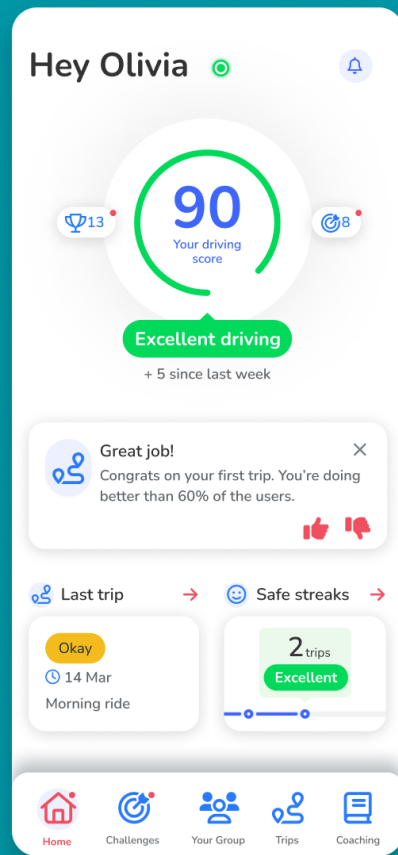 Hey Olivia
13
90
Your driving
score
8
Excellent driving
+ 5 since last week
Great job!
Congrats on your first trip. You're doing
better than 60% of the users.
Last trip
Safe streaks
Okay
14 Mar
Morning ride
2 trips
Excellent
Home
Challenges
Your Group
Trips
Coaching